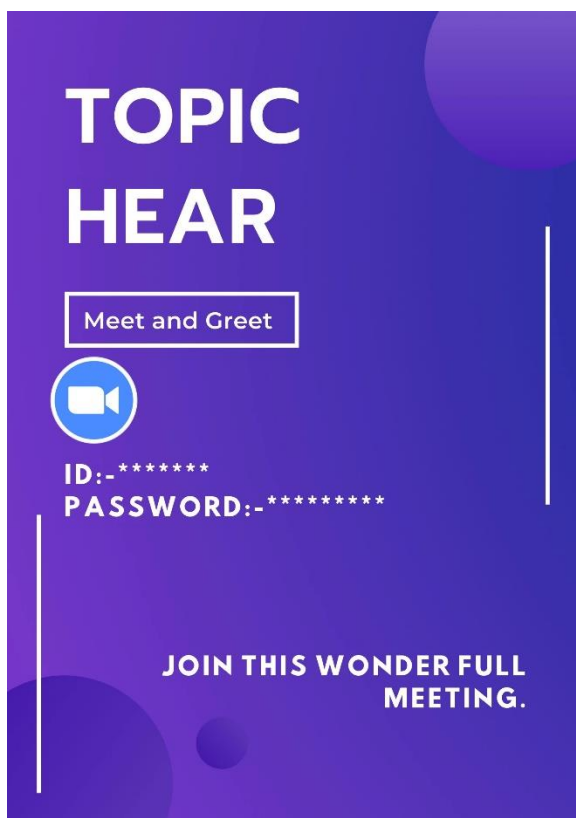 TOPIC
HEAR
Meet and Greet
ID:-*******
PASSWORD:-*********
JOIN THIS WONDER FULL
MEETING.